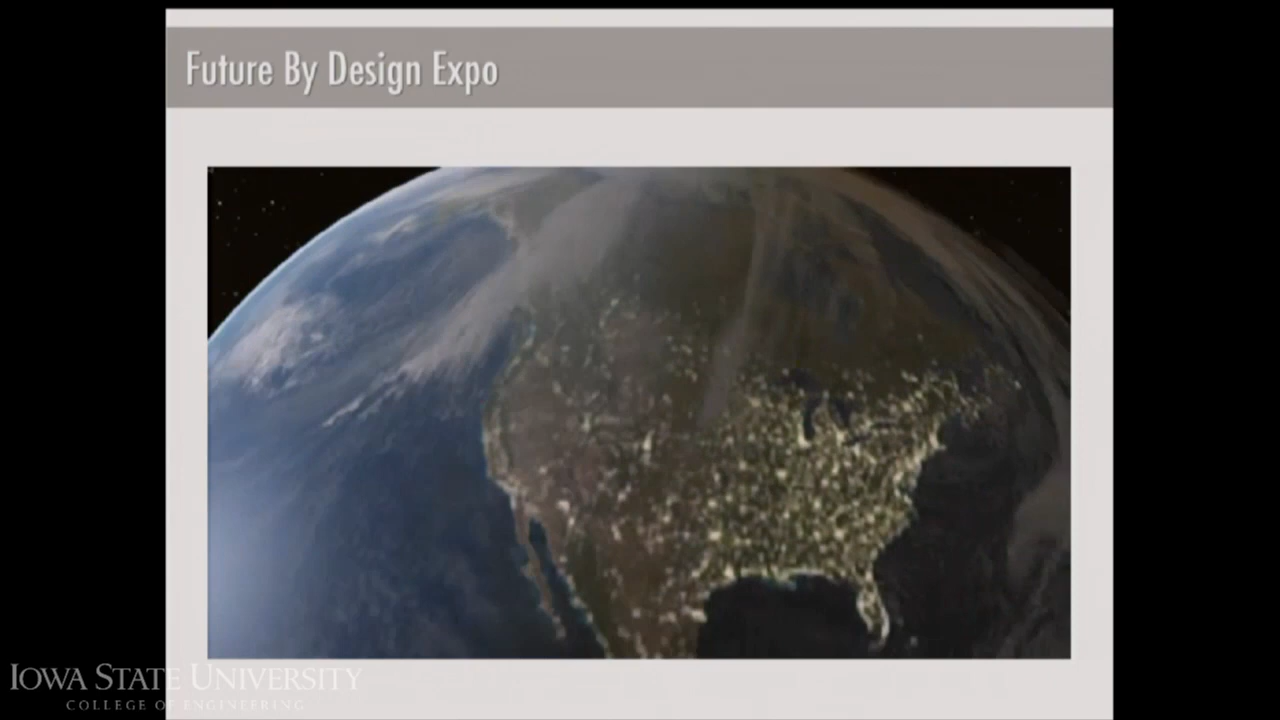 Future By Design Expo
IOWA STATE UNIVERSITY
COLLEGE OF ENGINEERING